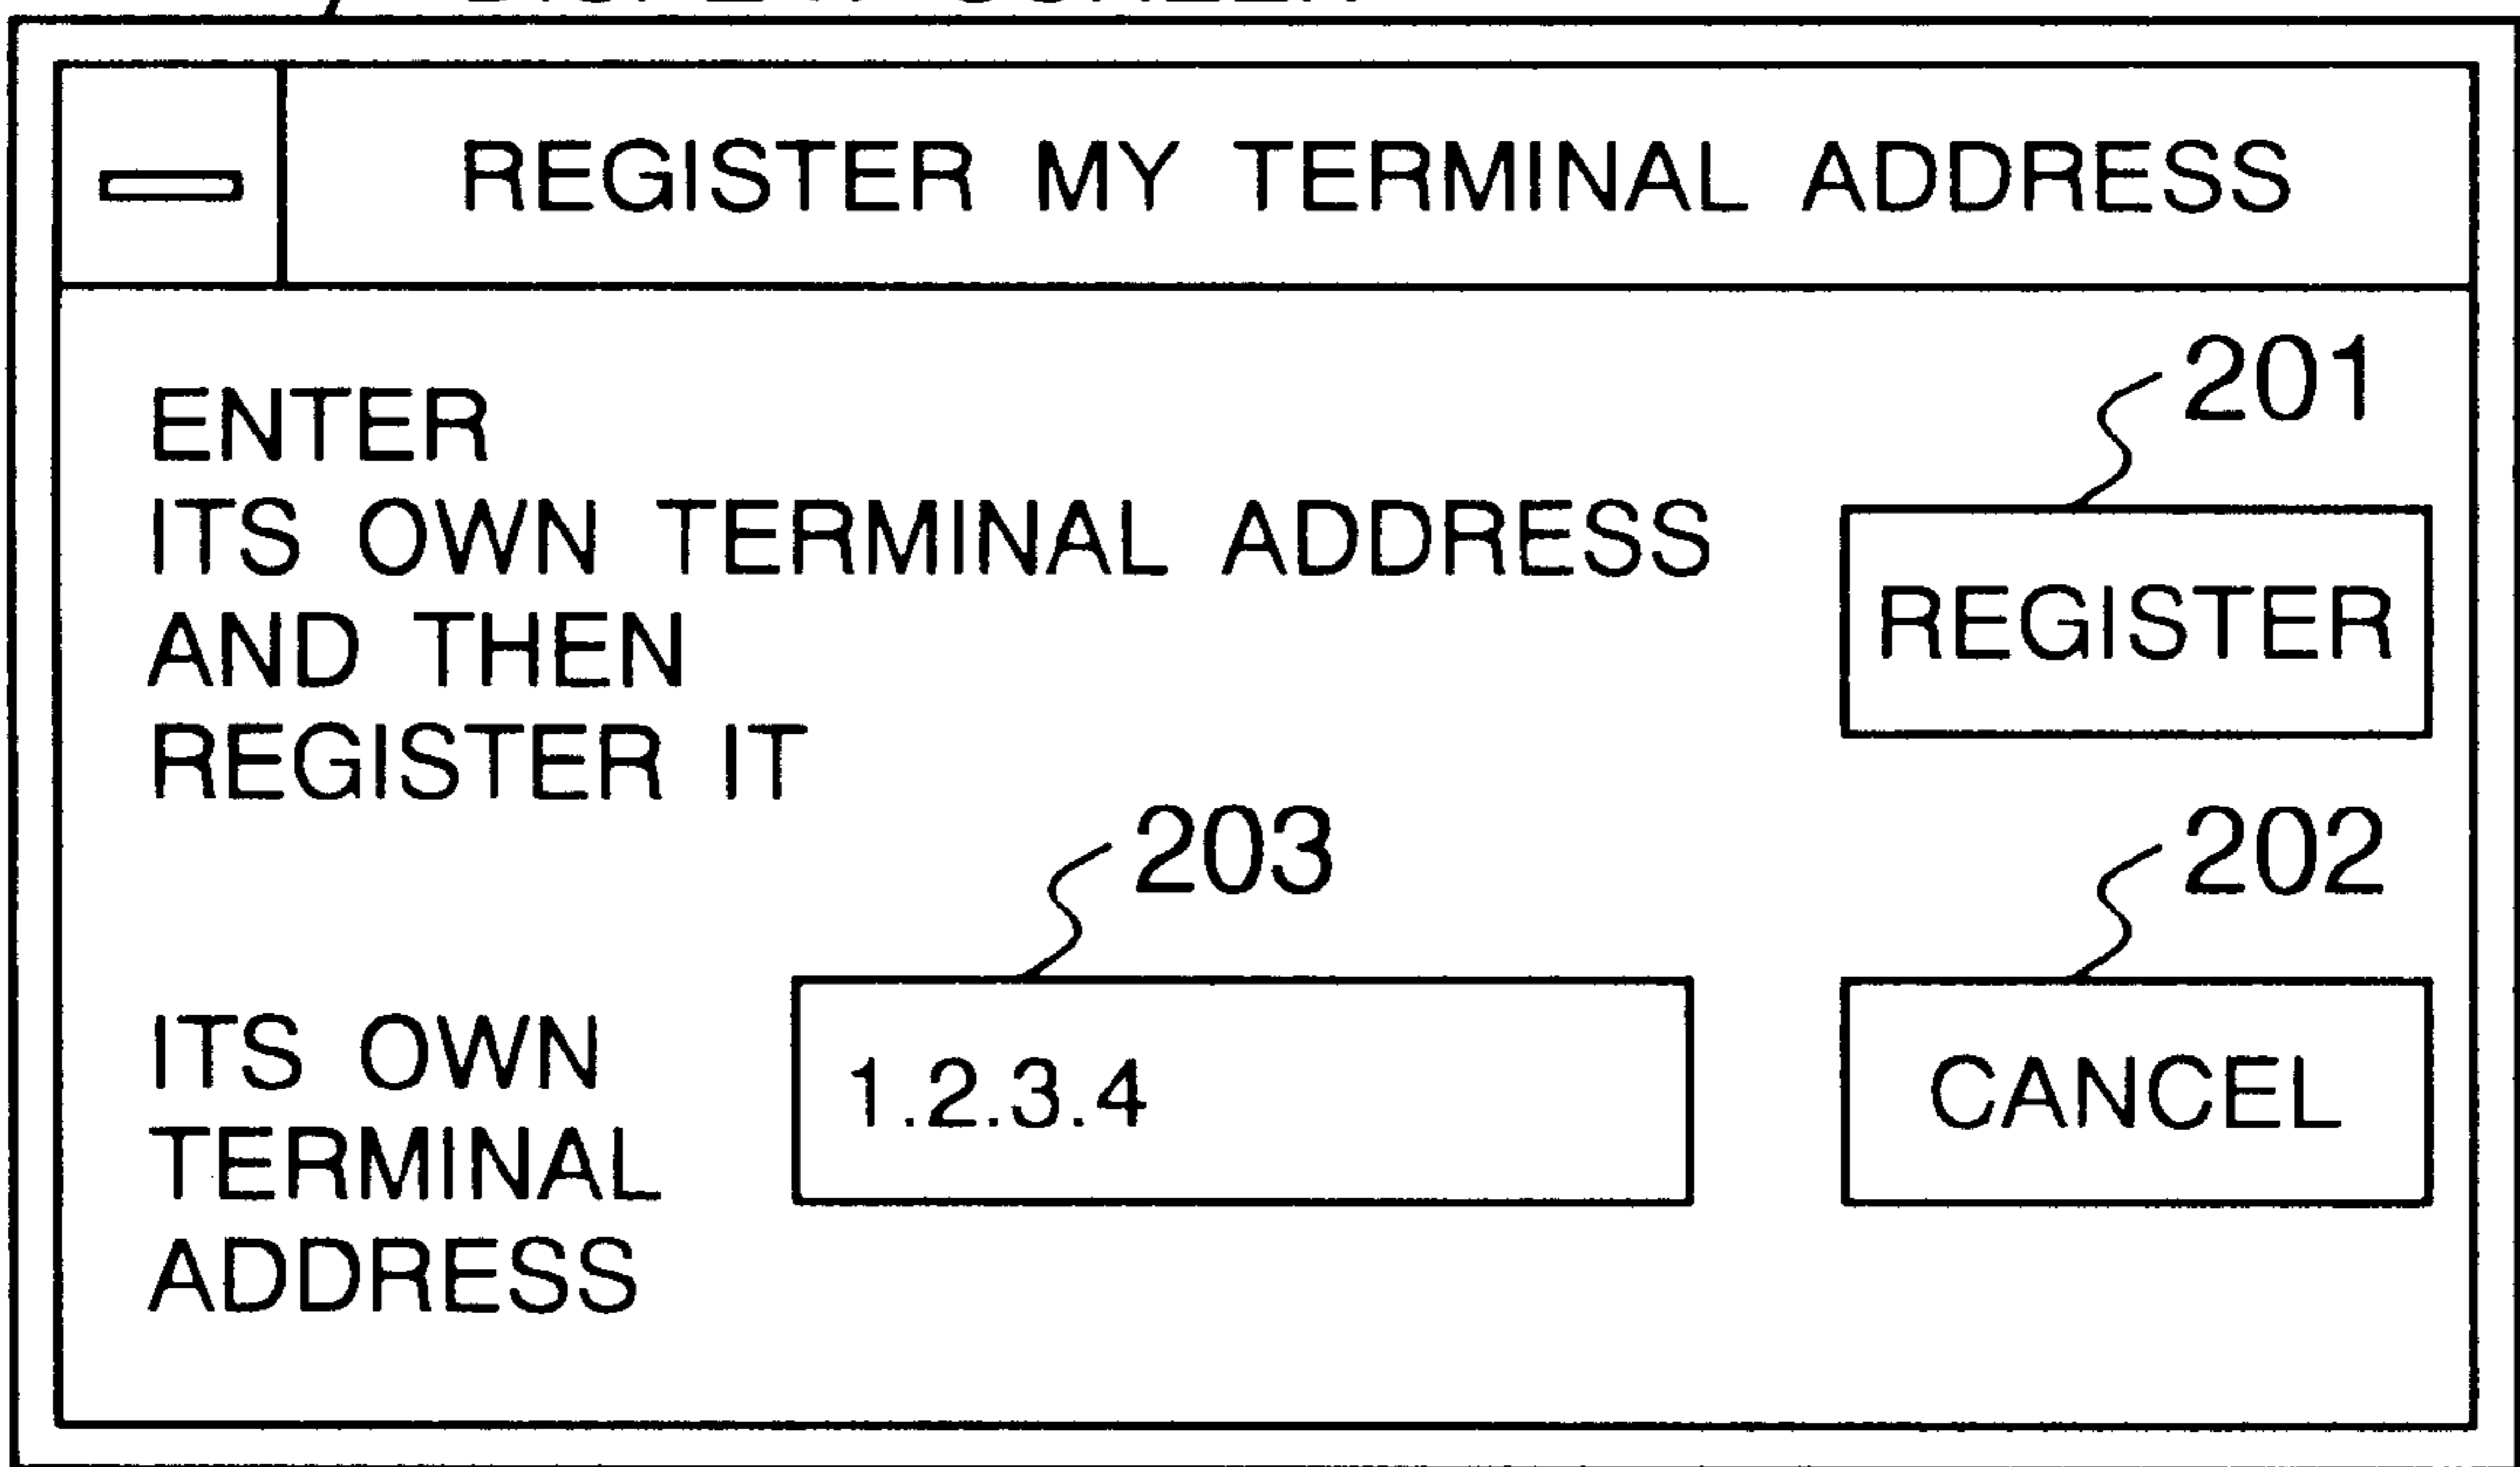 REGISTER MY TERMINAL ADDRESS
201
ENTER
ITS OWN TERMINAL ADDRESS
AND THEN
REGISTER IT
REGISTER
203
202
ITS OWN
TERMINAL
ADDRESS
1.2.3.4
CANCEL